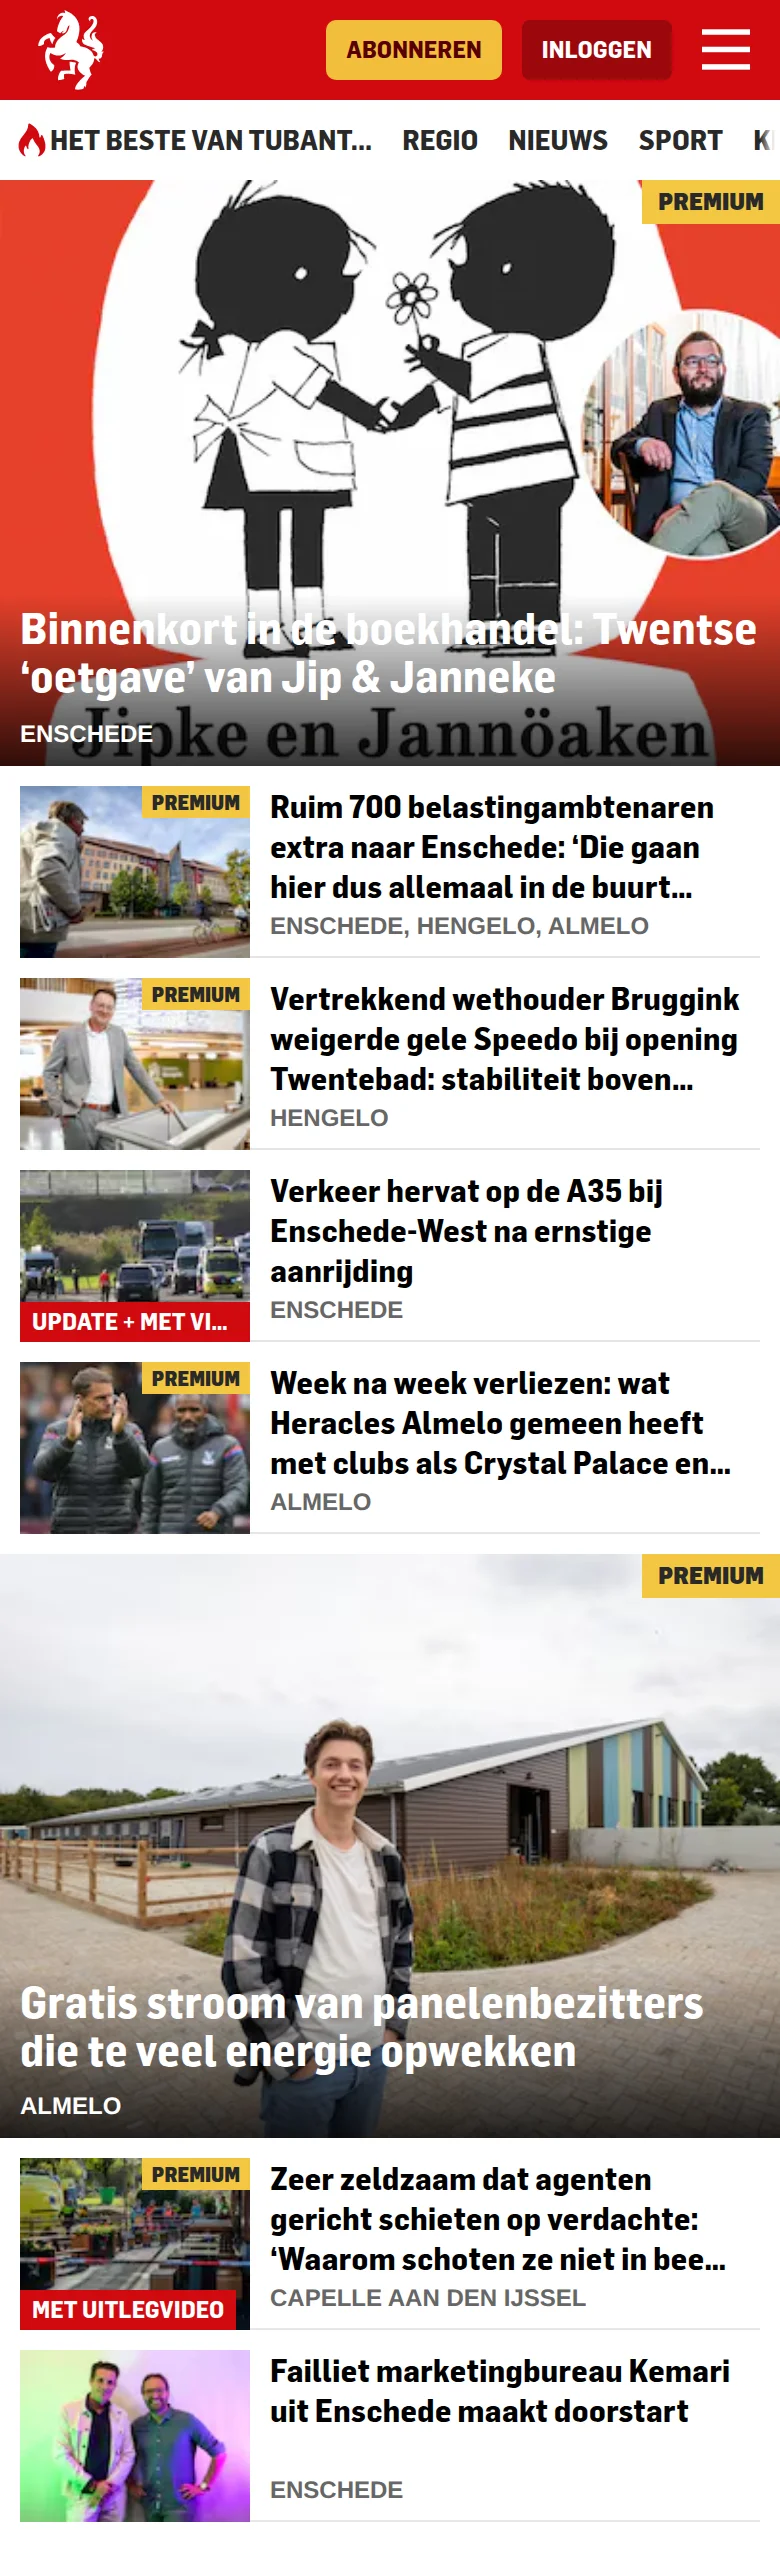 ABONNEREN
INLOGGEN
HET BESTE VAN TUBANT...
REGIO
NIEUWS
SPORT
PREMIUM
Binnenkort in de boekhandel: Twentse
‘oetgave’ van Jip & Janneke
Jipke en Jannöaken
ENSCHEDE
PREMIUM
Ruim 700 belastingambtenaren
extra naar Enschede: ‘Die gaan
hier dus allemaal in de buurt...
ENSCHEDE, HENGELO, ALMELO
PREMIUM
Vertrekkend wethouder Bruggink
weigerde gele Speedo bij opening
Twentebad: stabiliteit boven...
HENGELO
Verkeer hervat op de A35 bij
Enschede-West na ernstige
aanrijding
UPDATE + MET VI...
ENSCHEDE
PREMIUM
Week na week verliezen: wat
Heracles Almelo gemeen heeft
met clubs als Crystal Palace en...
ALMELO
PREMIUM
Gratis stroom van panelenbezitters
die te veel energie opwekken
ALMELO
PREMIUM
Zeer zeldzaam dat agenten
gericht schieten op verdachte:
‘Waarom schoten ze niet in bee...
MET UITLEGVIDEO
CAPELLE AAN DEN IJSSEL
Failliet marketingbureau Kemari
uit Enschede maakt doorstart
ENSCHEDE